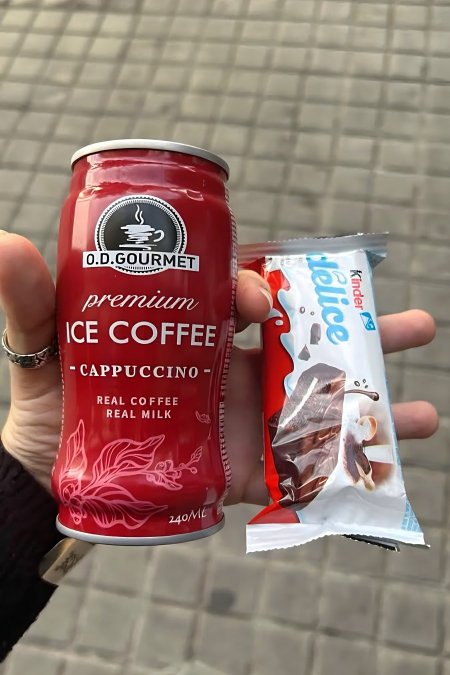 O.D.GOURMET
premium
ICE COFFEE
- CAPPUCCINO -
REAL COFFEE
REAL MILK
240ML
Kinder
délice